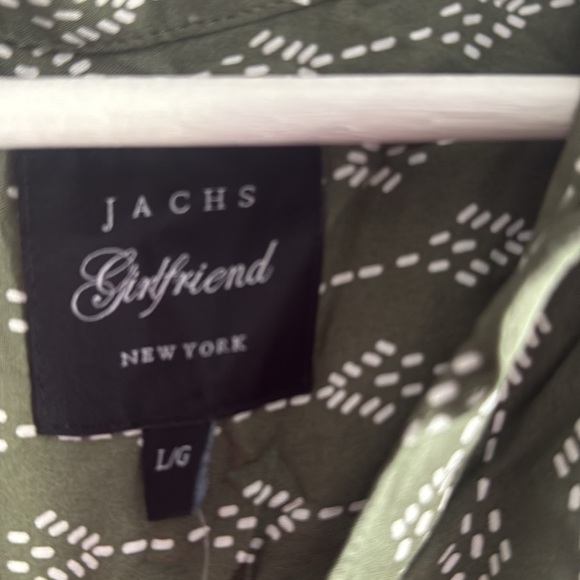 JACHS
Girlfriend
NEW YORK
L/G